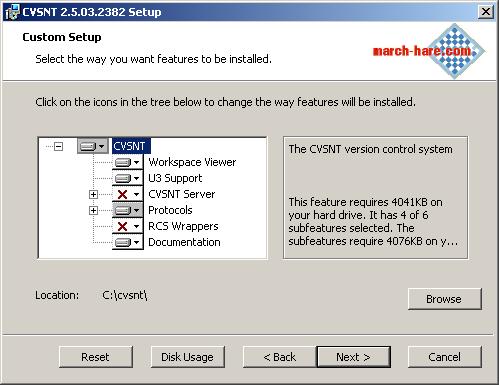 CVSNT 2.5.03.2382 Setup
Custom Setup
Select the way you want features to be installed.
march-hare.com
Click on the icons in the tree below to change the way features will be installed.
CVSNT
Workspace Viewer
U3 Support
CVSNT Server
Protocols
RCS Wrappers
Documentation
The CVSNT version control system
This feature requires 4041KB on
your hard drive. It has 4 of 6
subfeatures selected. The
subfeatures require 4076KB on y...
Location: C:\cvsnt\
Browse
Reset Disk Usage < Back Next > Cancel